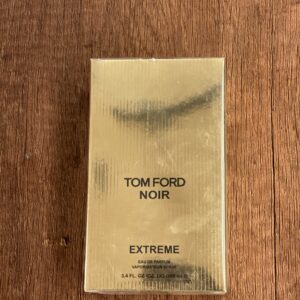 TOM FORD
NOIR
EXTREME
EAU DE PARFUM
VAPORISATEUR SPRAY